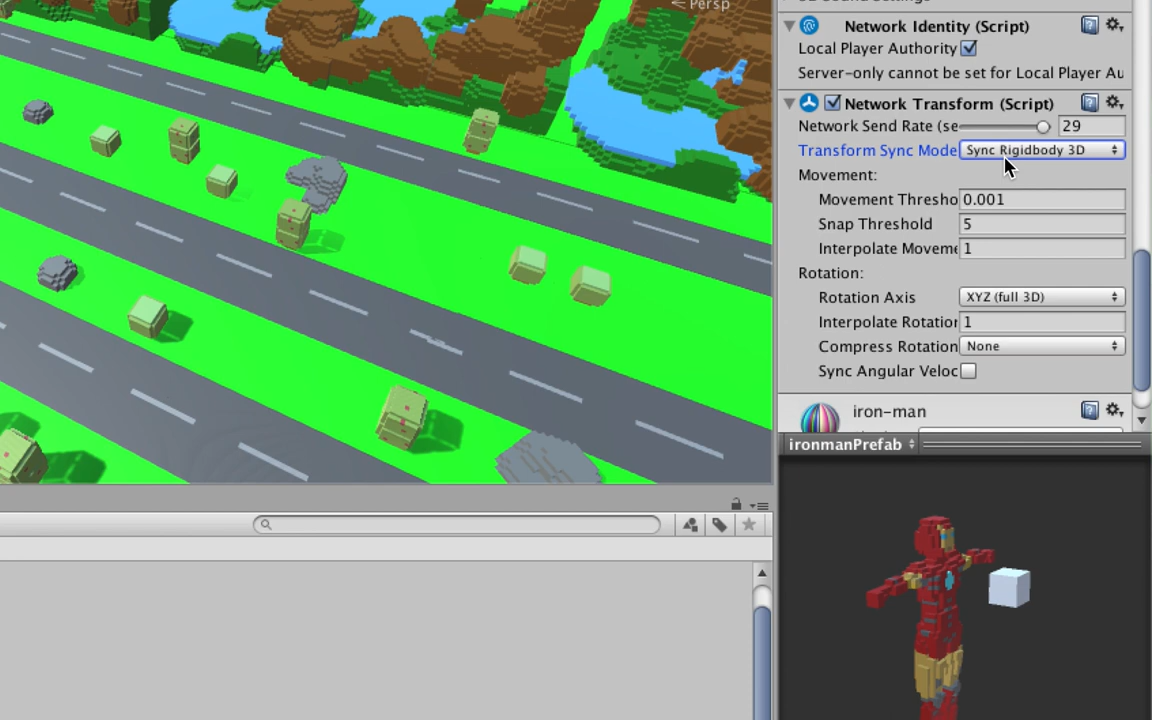 Persp
Network Identity (Script)
Local Player Authority
Server-only cannot be set for Local Player Au
Network Transform (Script)
Network Send Rate (se 29
Transform Sync Mode Sync Rigidbody 3D
Movement:
Movement Thresho 0.001
Snap Threshold 5
Interpolate Moveme 1
Rotation:
Rotation Axis XYZ (full 3D)
Interpolate Rotation 1
Compress Rotation None
Sync Angular Veloc
iron-man
ironmanPrefab